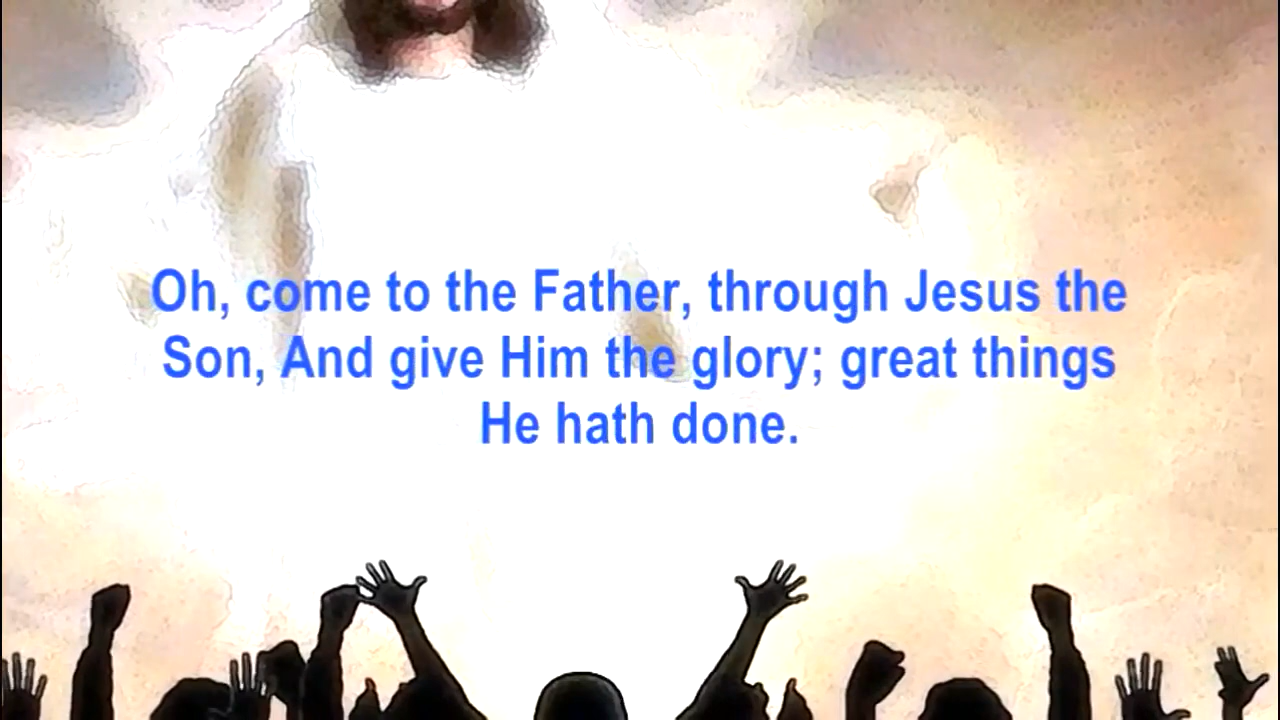 Oh, come to the Father, through Jesus the
Son, And give Him the glory; great things
He hath done.